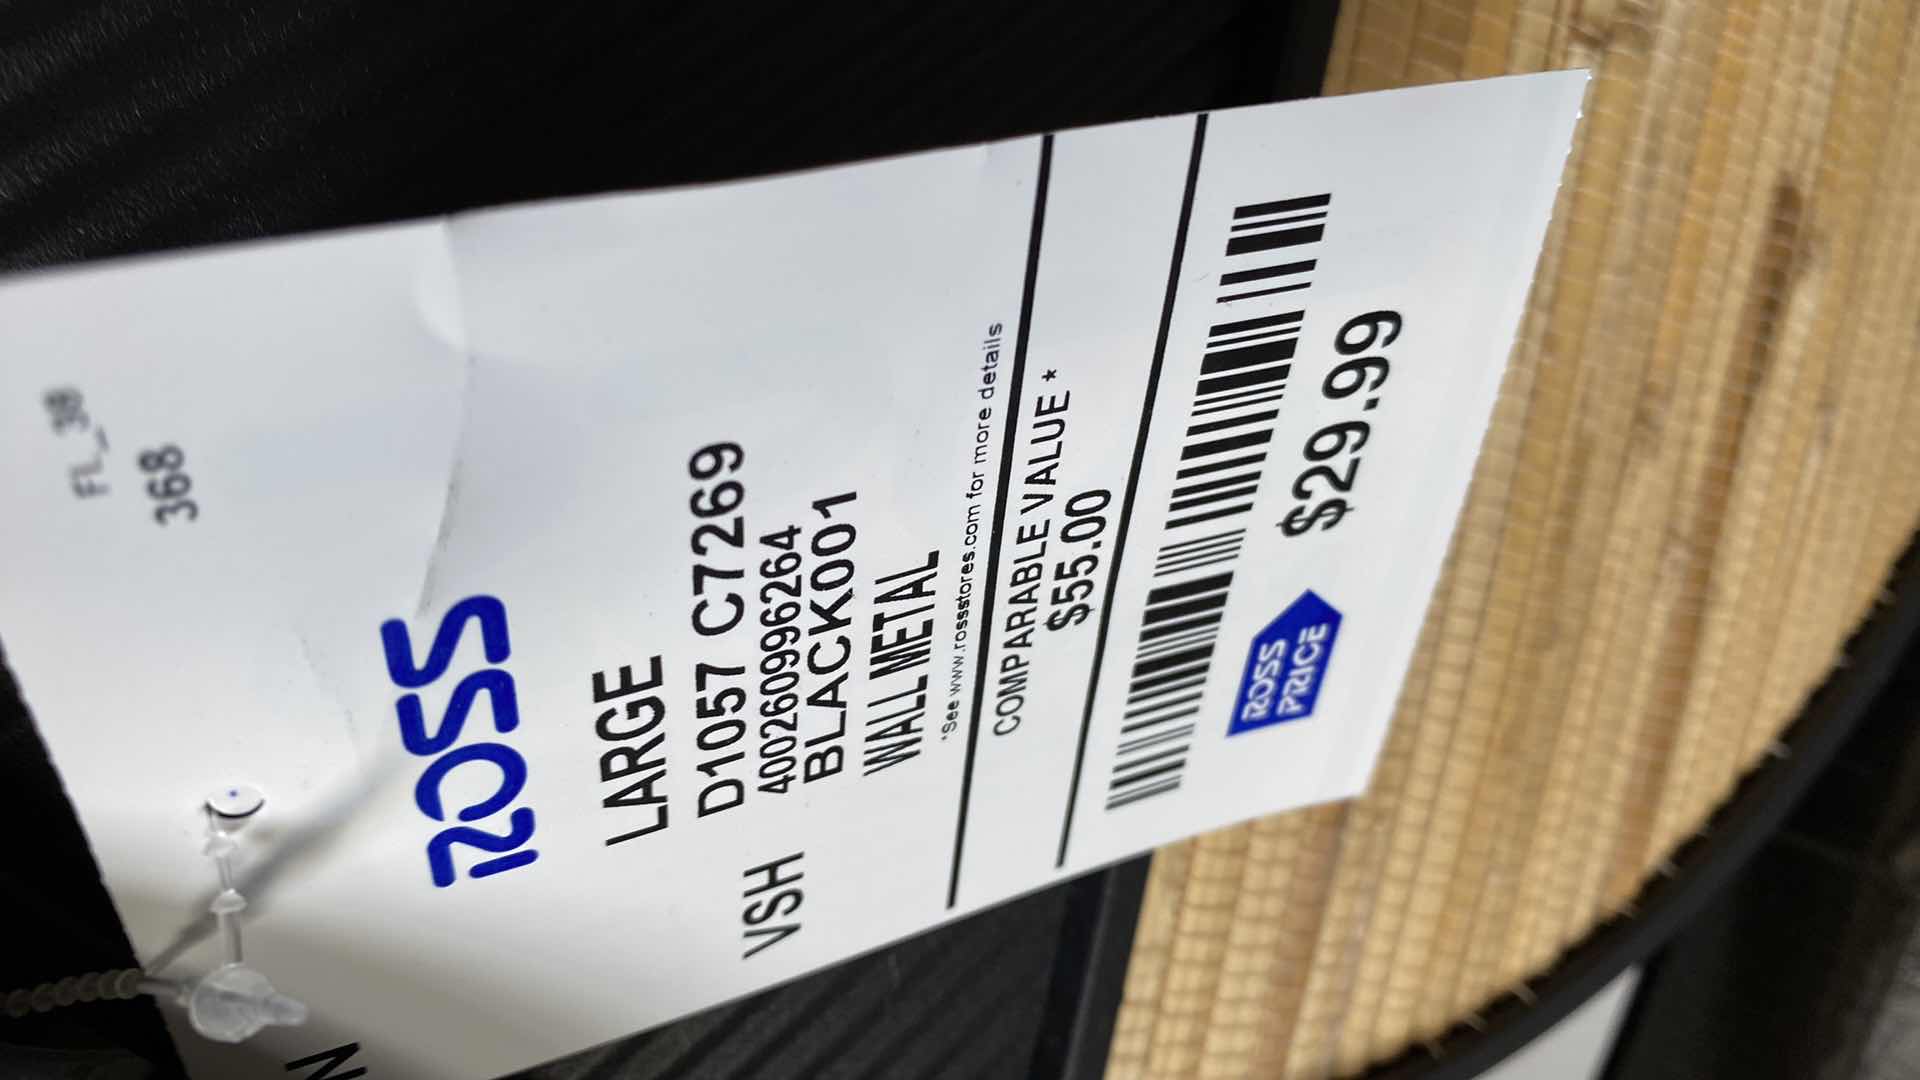 FL_38
368
ROSS
LARGE
D1057 C7269
VSH 400260996264
BLACK001
WALL METAL
*See www.rossstores.com for more details
COMPARABLE VALUE *
$55.00
ROSS PRICE $29.99
N